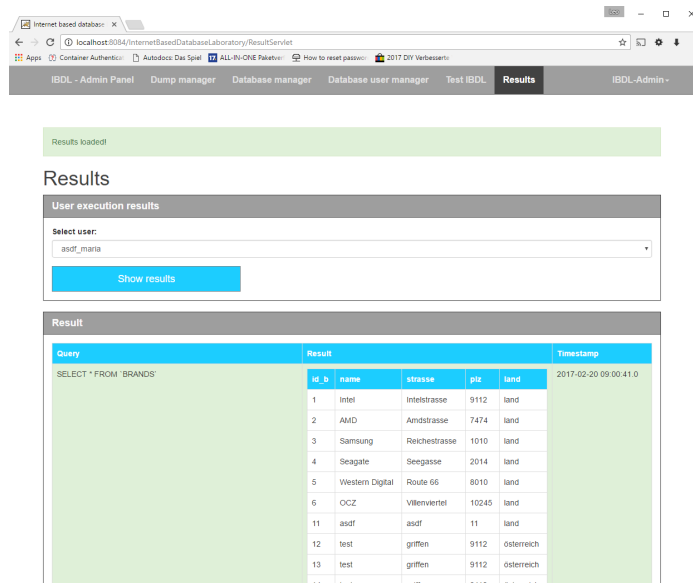 Internet based database
localhost:8084/InternetBasedDatabaseLaboratory/ResultServlet
Apps Container Authentica Autodocs: Das Spiel 17 ALL-IN-ONE Paketver How to reset passwor 2017 DIY Verbesserte
IBDL - Admin Panel Dump manager Database manager Database user manager Test IBDL Results IBDL-Admin
Results loaded!
Results
User execution results
Select user:
asdf_maria
Show results
Result
Query Result Timestamp
SELECT * FROM `BRANDS` 2017-02-20 09:00:41.0
id_b name strasse plz land
1 Intel Intelstrasse 9112 land
2 AMD Amdstrasse 7474 land
3 Samsung Reichestrasse 1010 land
4 Seagate Seegasse 2014 land
5 Western Digital Route 66 8010 land
6 OCZ Villenviertel 10245 land
11 asdf asdf 11 land
12 test griffen 9112 österreich
13 test griffen 9112 österreich